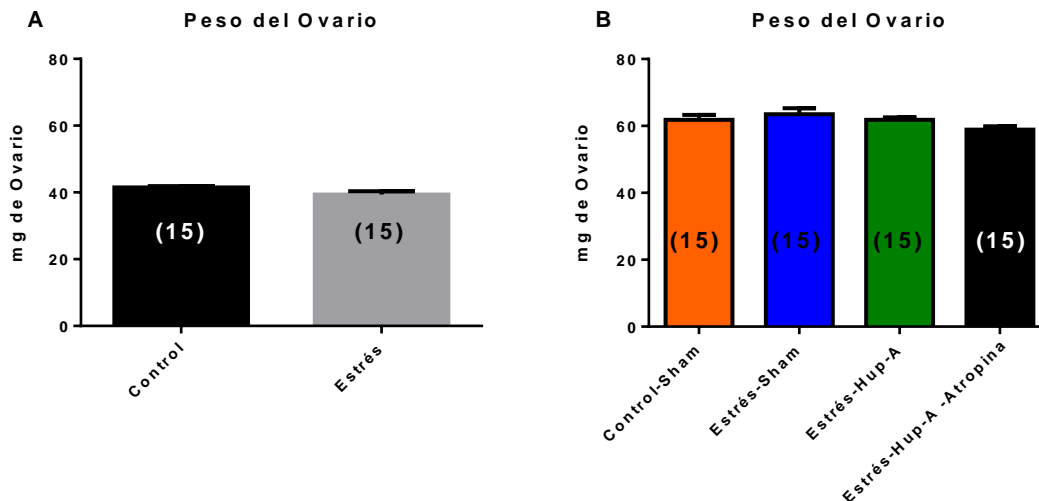 A
Peso del Ovario
mg de Ovario
80
60
40
20
0
(15)
(15)
Control
Estrés
B
Peso del Ovario
mg de Ovario
80
60
40
20
0
(15)
(15)
(15)
(15)
Control-Sham
Estrés-Sham
Estrés-Hup-A
Estrés-Hup-A -Atropina